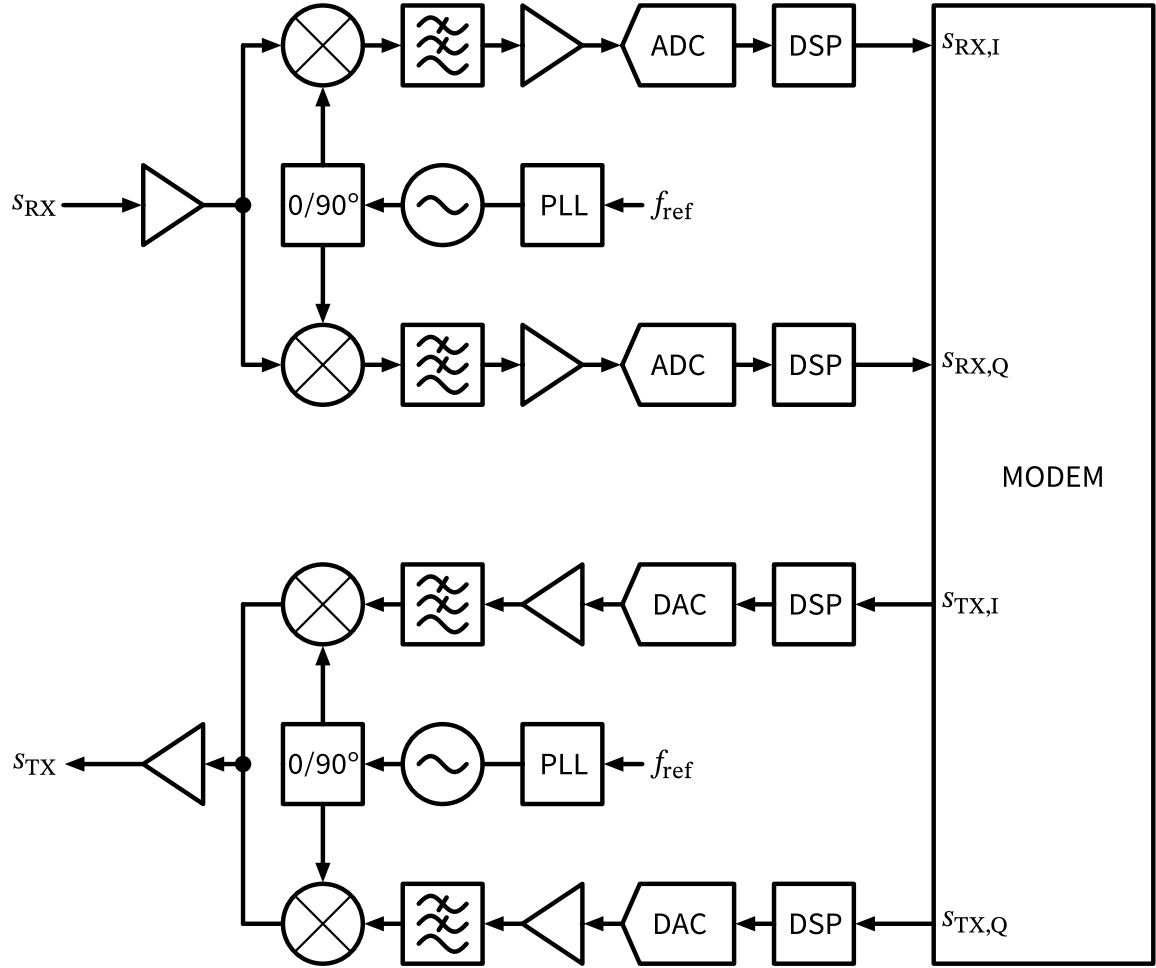 ADC DSP s_RX,I
s_RX 0/90° PLL f_ref
ADC DSP s_RX,Q
MODEM
DAC DSP s_TX,I
s_TX 0/90° PLL f_ref
DAC DSP s_TX,Q